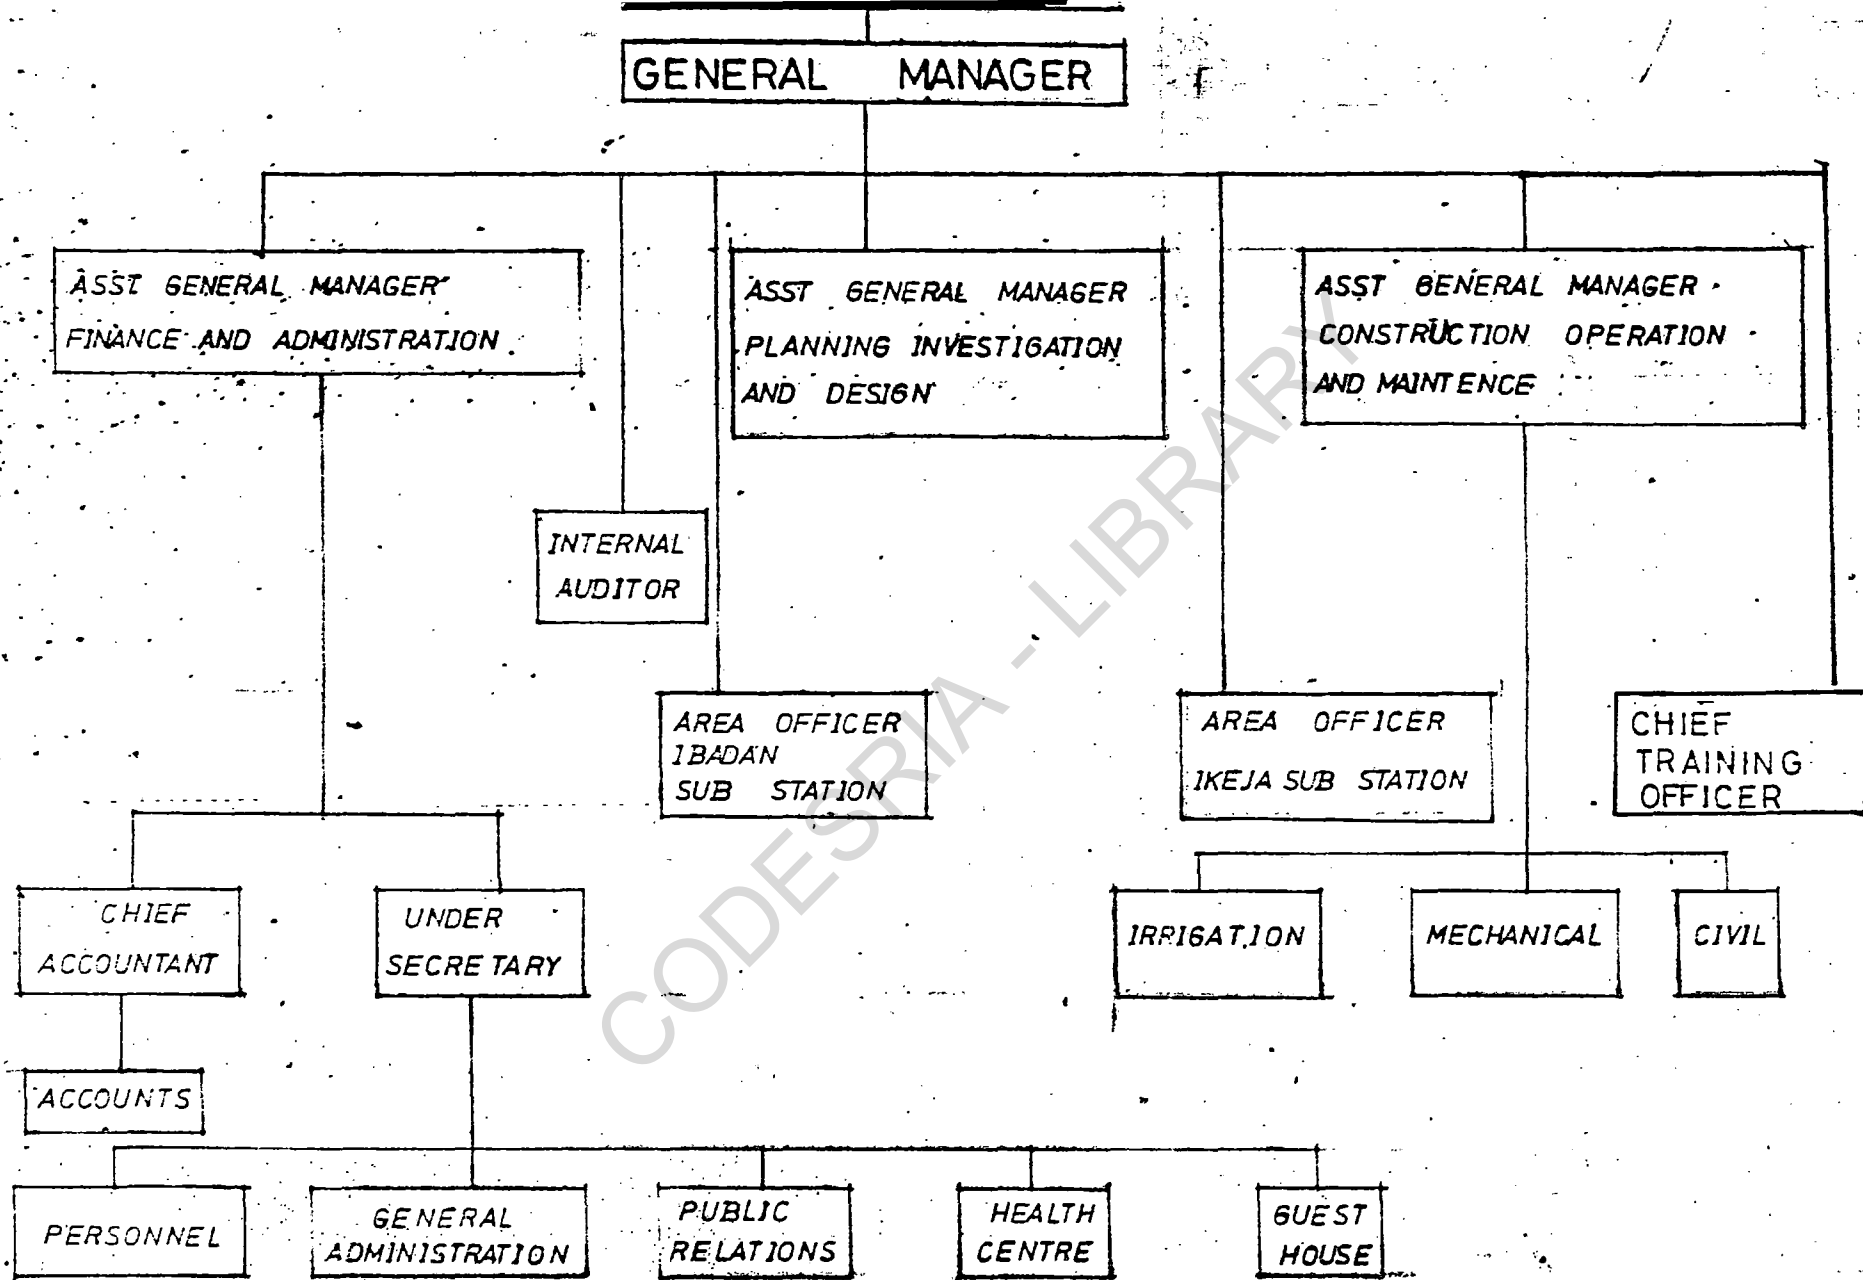 GENERAL MANAGER
ASST GENERAL MANAGER
FINANCE AND ADMINISTRATION
ASST GENERAL MANAGER
PLANNING INVESTIGATION
AND DESIGN
ASST GENERAL MANAGER
CONSTRUCTION OPERATION
AND MAINTENCE
INTERNAL
AUDITOR
AREA OFFICER
IBADAN
SUB STATION
AREA OFFICER
IKEJA SUB STATION
CHIEF
TRAINING
OFFICER
CHIEF
ACCOUNTANT
UNDER
SECRETARY
IRRIGATION
MECHANICAL
CIVIL
ACCOUNTS
PERSONNEL
GENERAL
ADMINISTRATION
PUBLIC
RELATIONS
HEALTH
CENTRE
GUEST
HOUSE
CODESRIA - LIBRARY